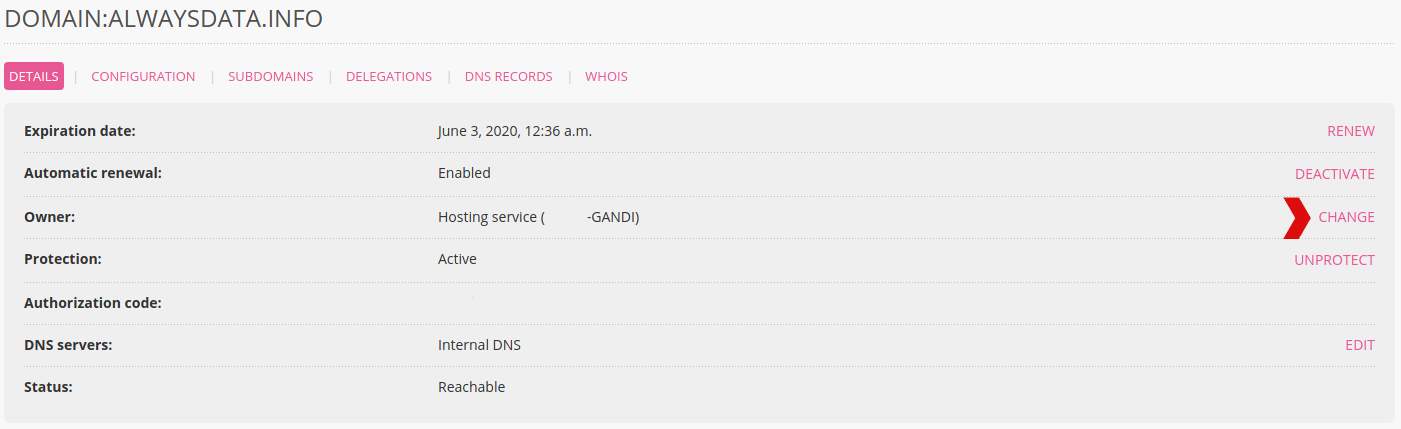 DOMAIN:ALWAYSDATA.INFO
DETAILS | CONFIGURATION | SUBDOMAINS | DELEGATIONS | DNS RECORDS | WHOIS
Expiration date: June 3, 2020, 12:36 a.m. RENEW
Automatic renewal: Enabled DEACTIVATE
Owner: Hosting service ( -GANDI) CHANGE
Protection: Active UNPROTECT
Authorization code:
DNS servers: Internal DNS EDIT
Status: Reachable